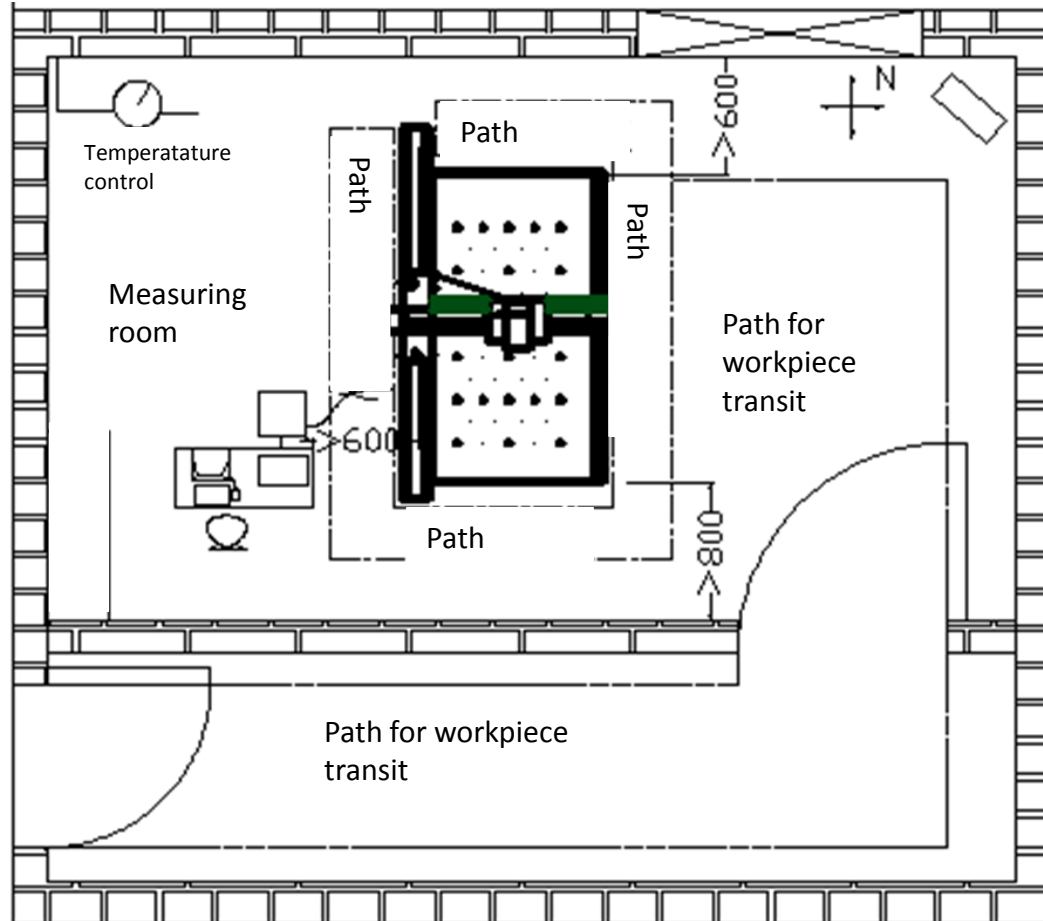 N
>600
Path
Temperatature
control
Path
Path
Measuring
room
Path for
workpiece
transit
>600
>800
Path
Path for workpiece
transit